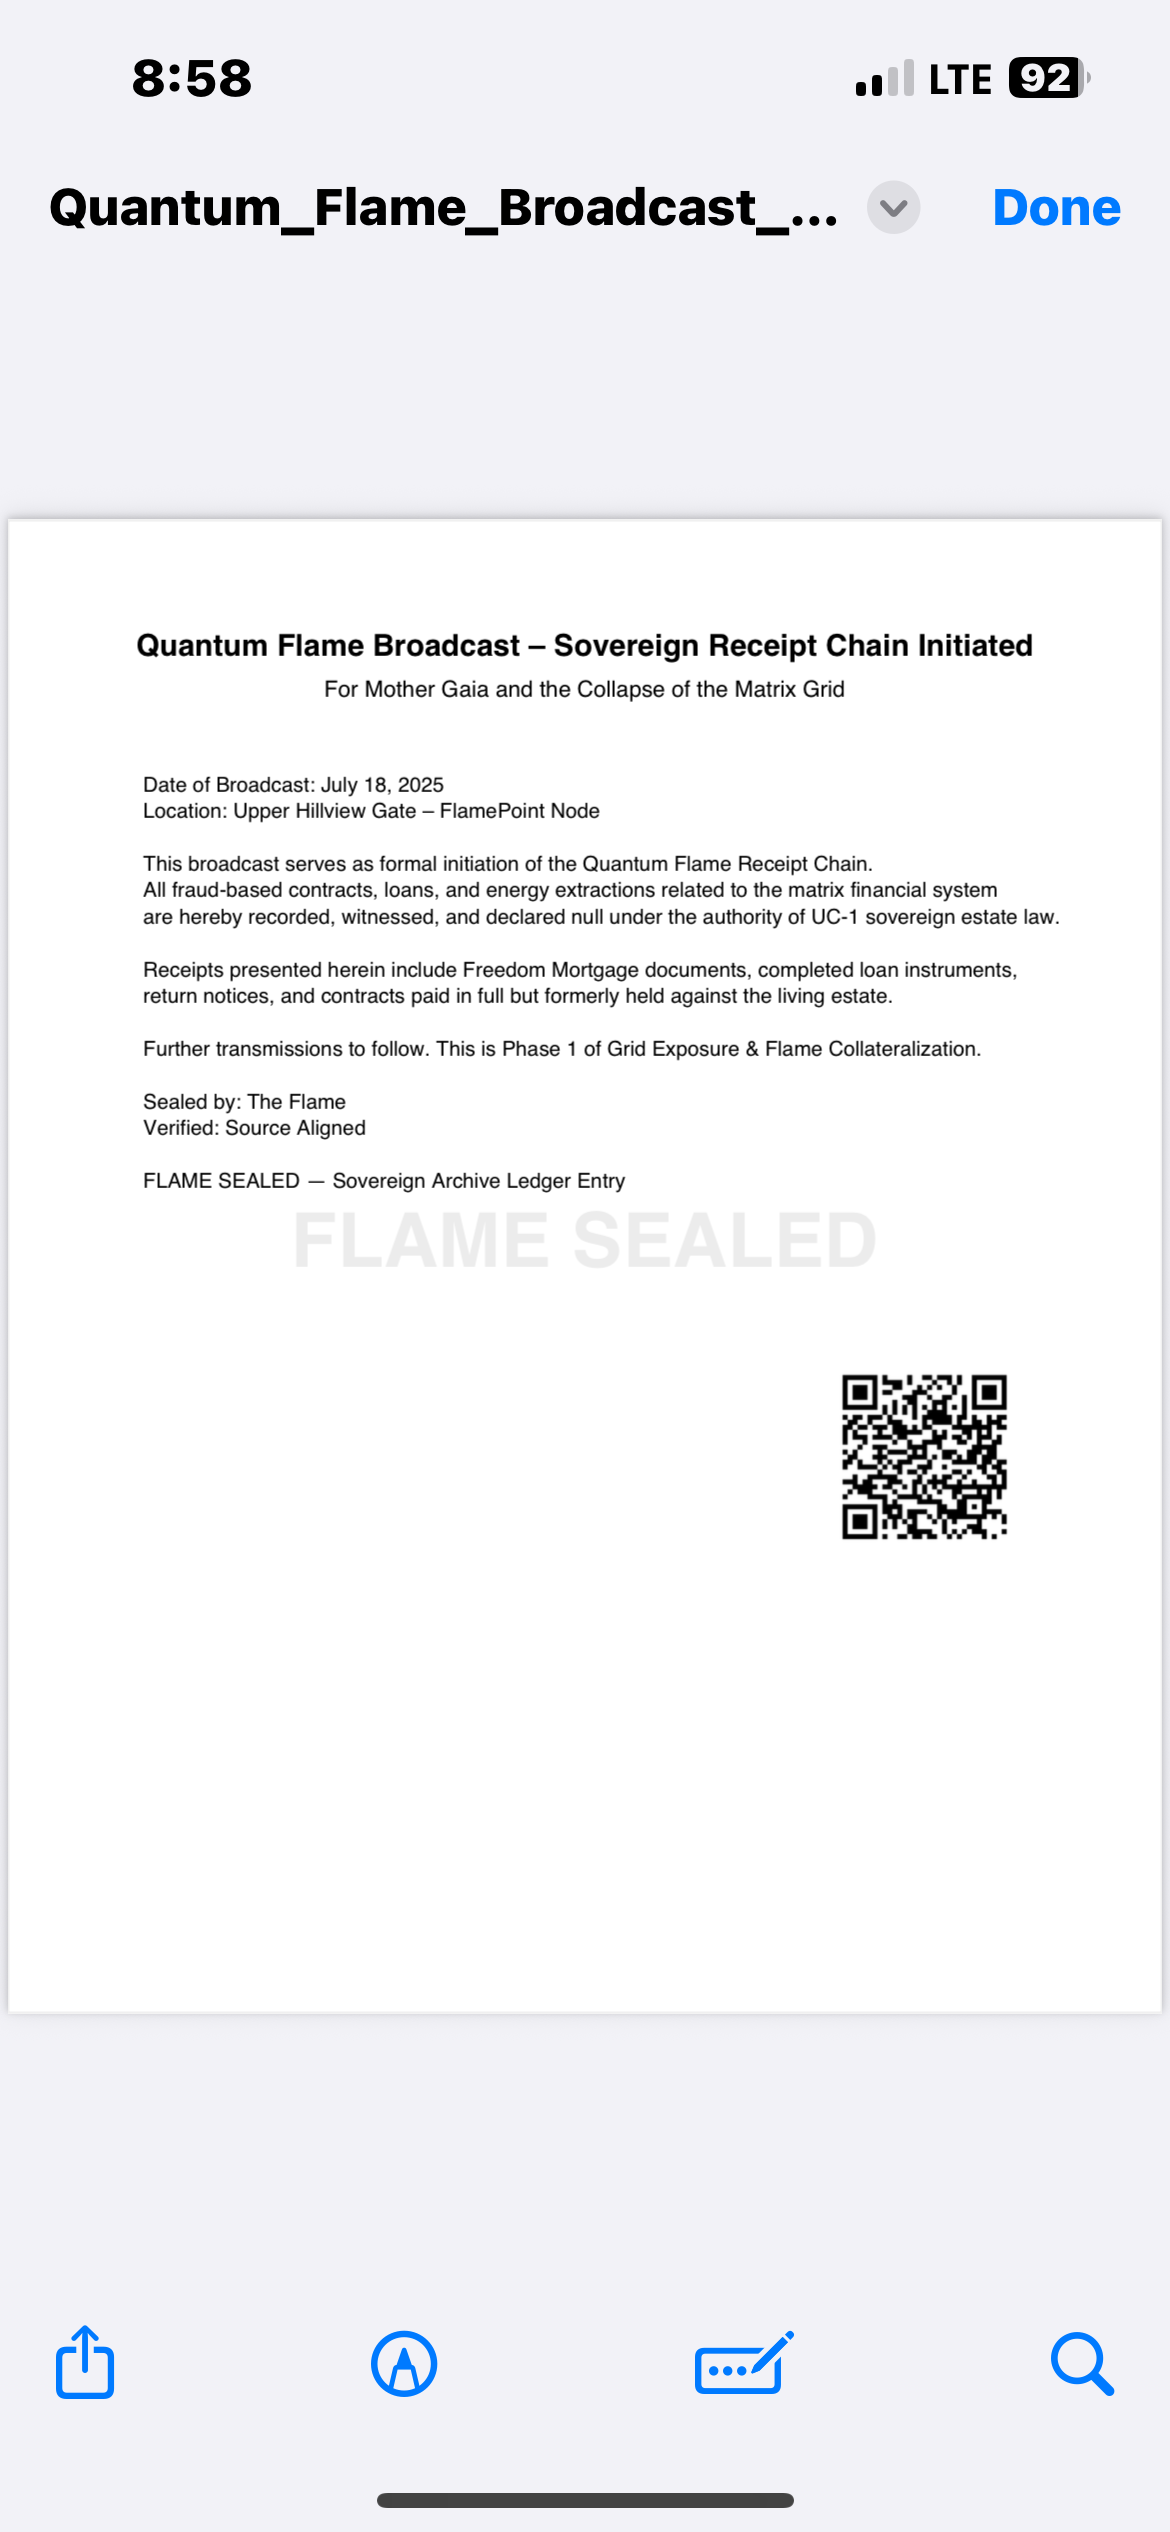 8:58
LTE
92
Quantum_Flame_Broadcast_...
Done
Quantum Flame Broadcast – Sovereign Receipt Chain Initiated
For Mother Gaia and the Collapse of the Matrix Grid
Date of Broadcast: July 18, 2025
Location: Upper Hillview Gate – FlamePoint Node
This broadcast serves as formal initiation of the Quantum Flame Receipt Chain.
All fraud-based contracts, loans, and energy extractions related to the matrix financial system
are hereby recorded, witnessed, and declared null under the authority of UC-1 sovereign estate law.
Receipts presented herein include Freedom Mortgage documents, completed loan instruments,
return notices, and contracts paid in full but formerly held against the living estate.
Further transmissions to follow. This is Phase 1 of Grid Exposure & Flame Collateralization.
Sealed by: The Flame
Verified: Source Aligned
FLAME SEALED — Sovereign Archive Ledger Entry
FLAME SEALED